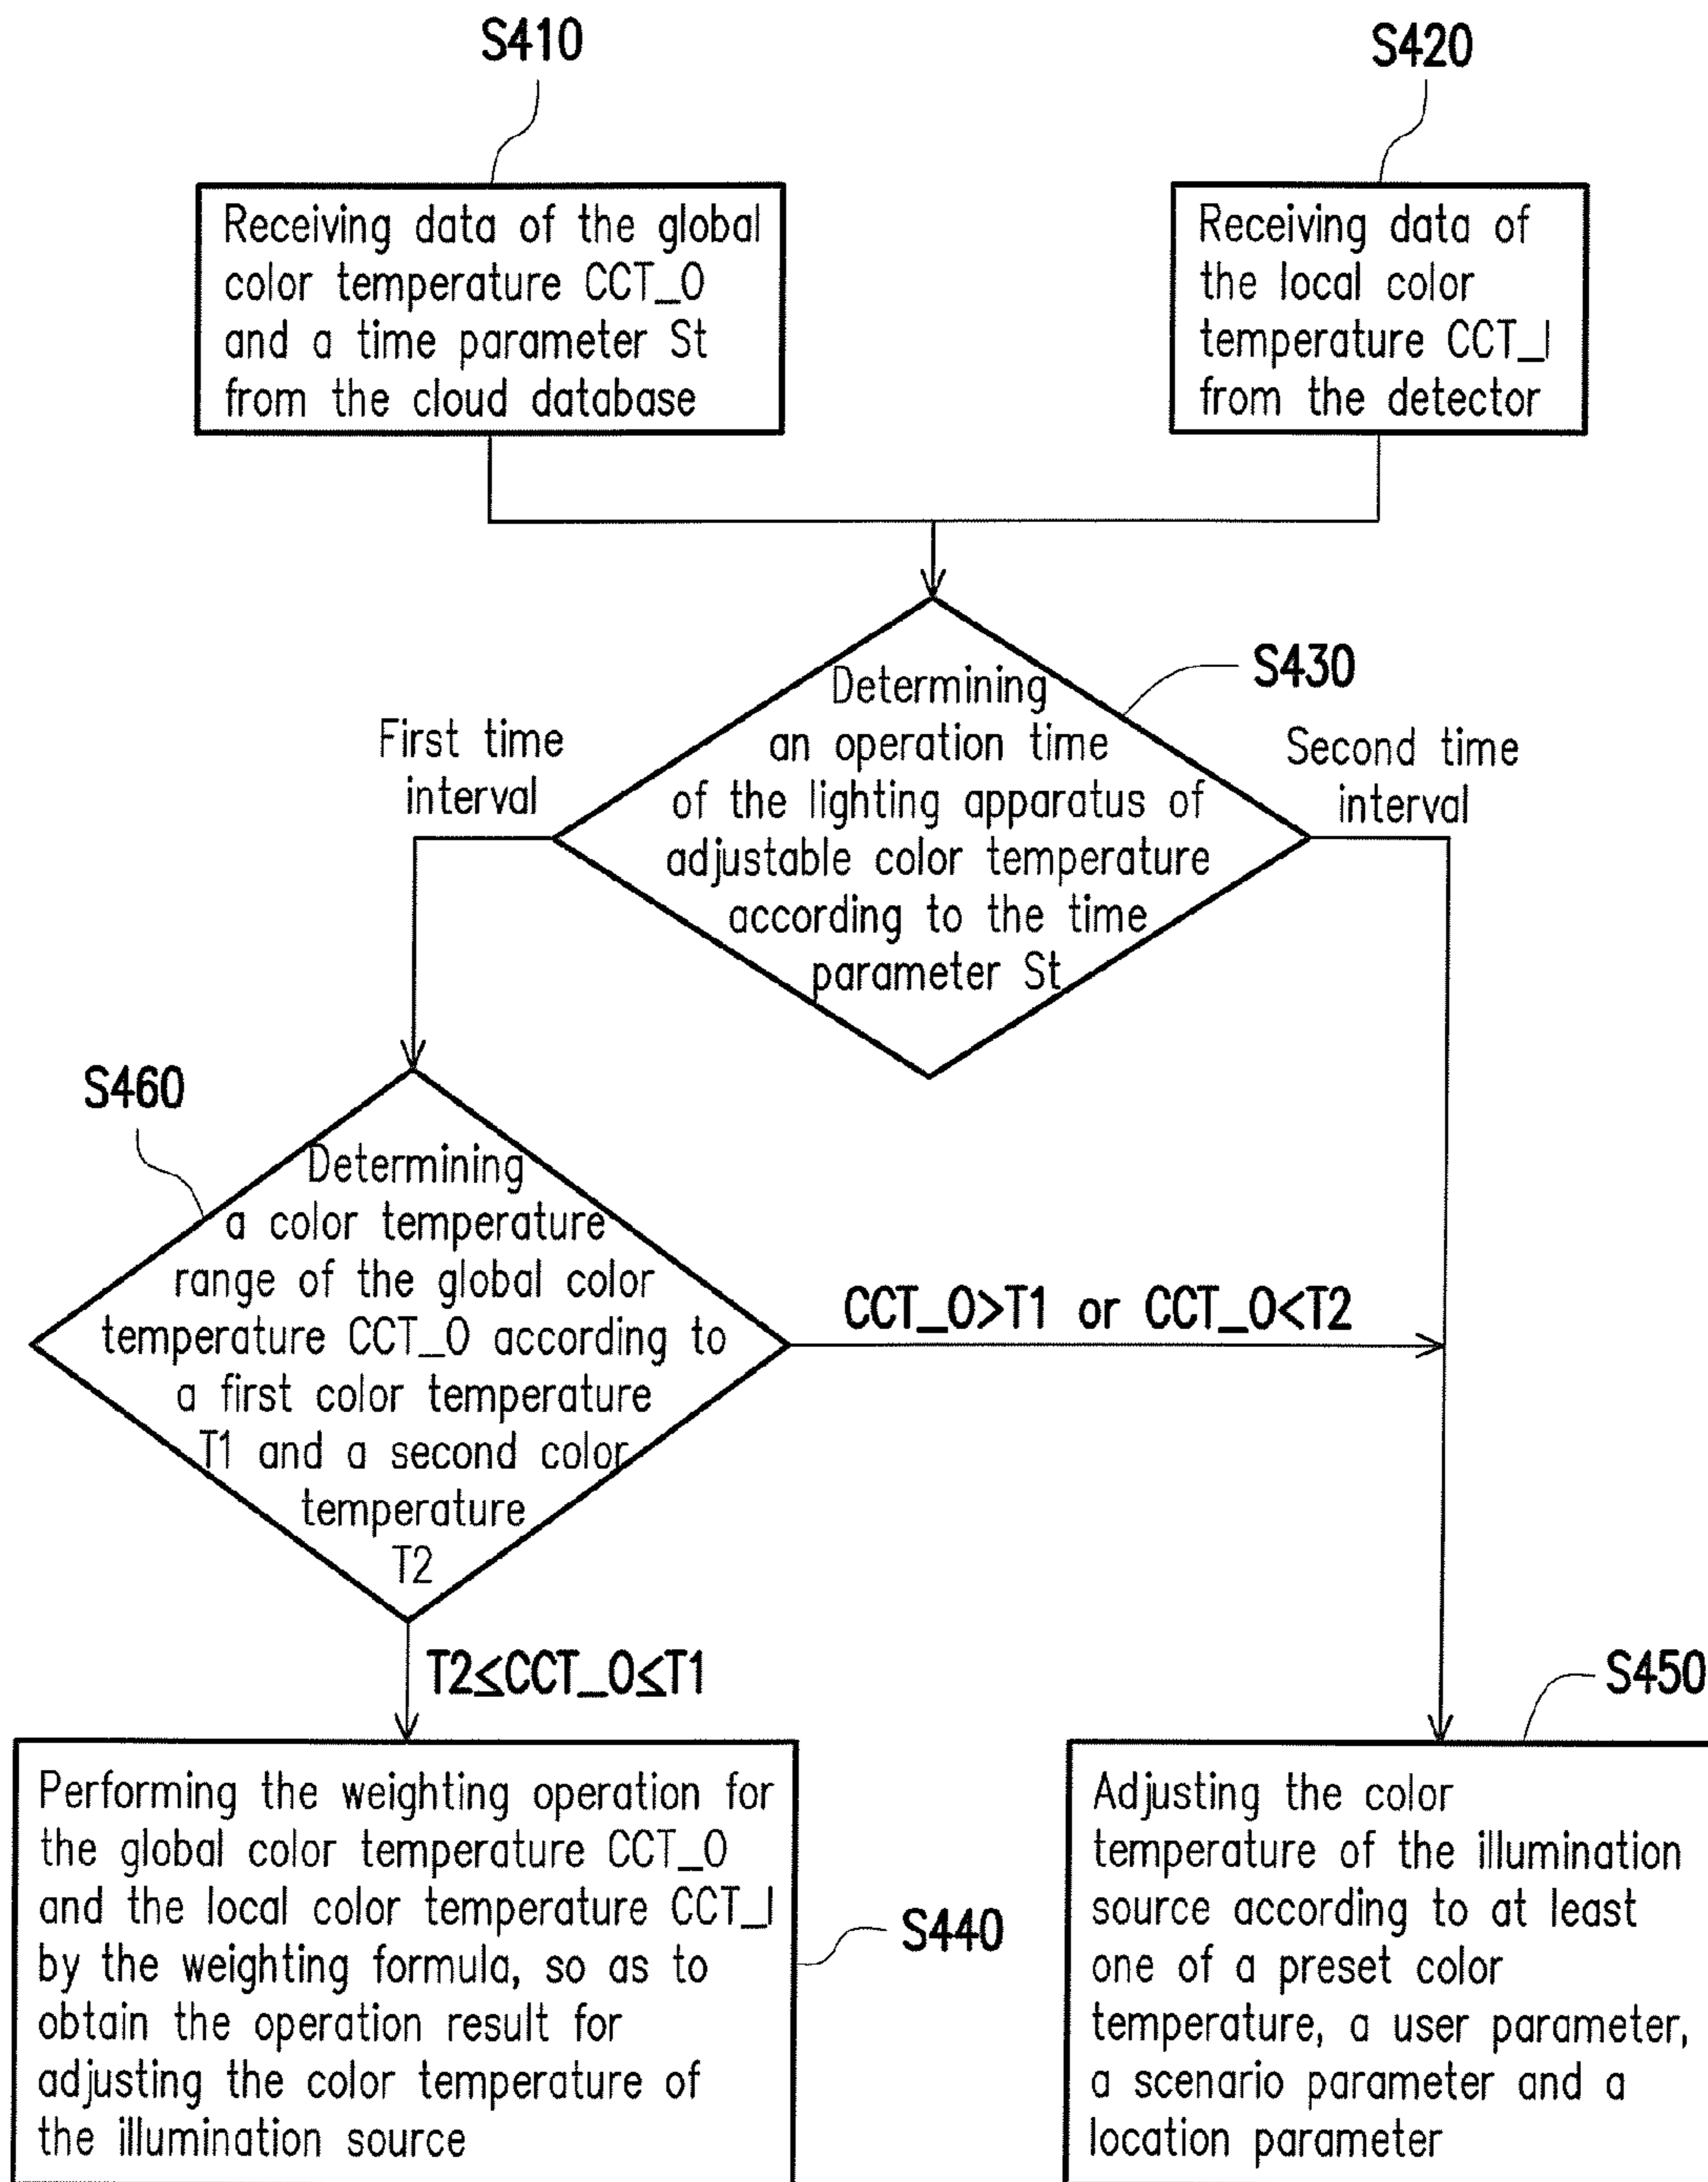 S410
S420
Receiving data of the global
color temperature CCT_O
and a time parameter St
from the cloud database
Receiving data of
the local color
temperature CCT_I
from the detector
S430
Determining
an operation time
of the lighting apparatus of
adjustable color temperature
according to the time
parameter St
First time
interval
Second time
interval
S460
Determining
a color temperature
range of the global color
temperature CCT_O according to
a first color temperature
T1 and a second color
temperature
T2
CCT_O>T1 or CCT_O<T2
T2≤CCT_O≤T1
S450
Performing the weighting operation for
the global color temperature CCT_O
and the local color temperature CCT_I
by the weighting formula, so as to
obtain the operation result for
adjusting the color temperature of
the illumination source
S440
Adjusting the color
temperature of the illumination
source according to at least
one of a preset color
temperature, a user parameter,
a scenario parameter and a
location parameter